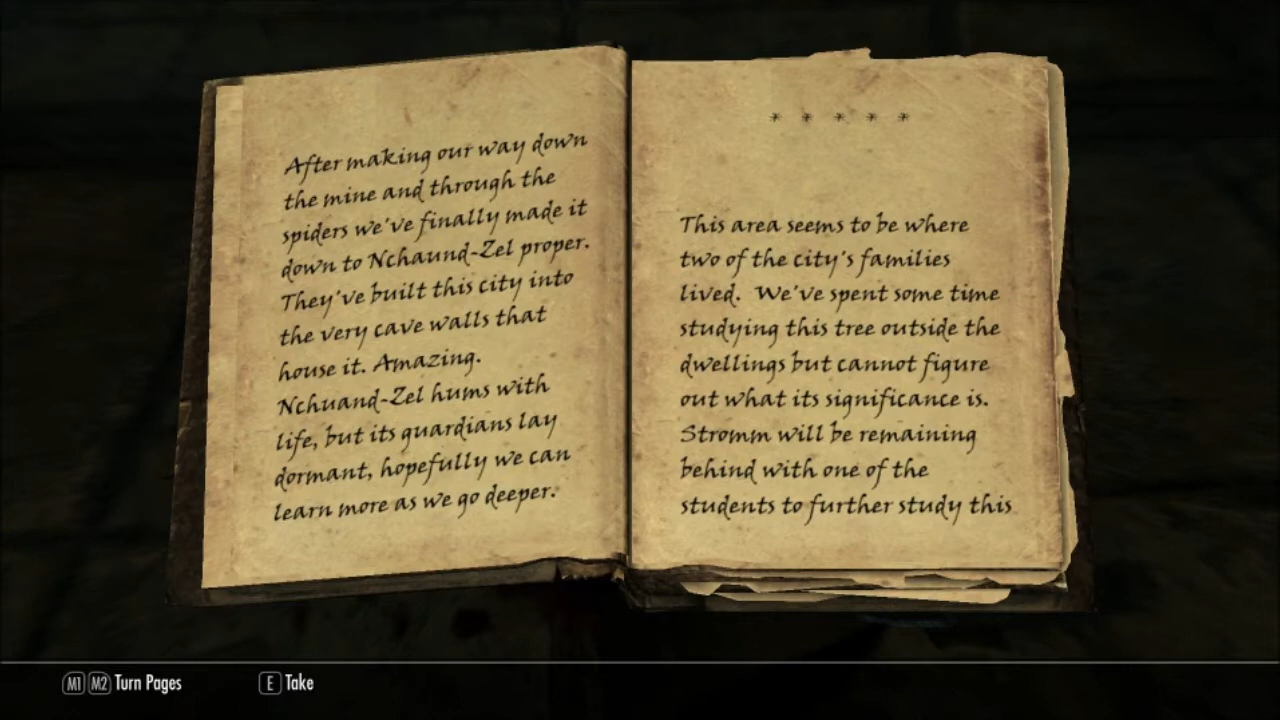 After making our way down
the mine and through the
spiders we've finally made it
down to Nchaund-Zel proper.
They've built this city into
the very cave walls that
house it. Amazing.
Nchuand-Zel hums with
life, but its guardians lay
dormant, hopefully we can
learn more as we go deeper.
* * * * *
This area seems to be where
two of the city's families
lived. We've spent some time
studying this tree outside the
dwellings but cannot figure
out what its significance is.
Stromm will be remaining
behind with one of the
students to further study this
M1 M2 Turn Pages E Take